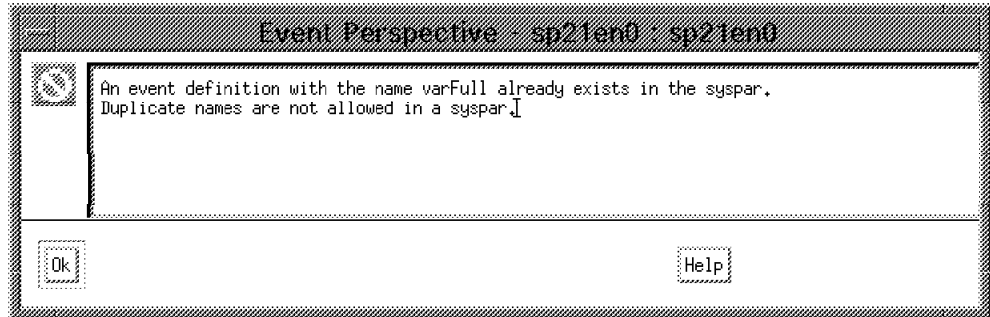 Event Perspective - sp21en0 : sp21en0
An event definition with the name varFull already exists in the syspar.
Duplicate names are not allowed in a syspar.
Ok
Help